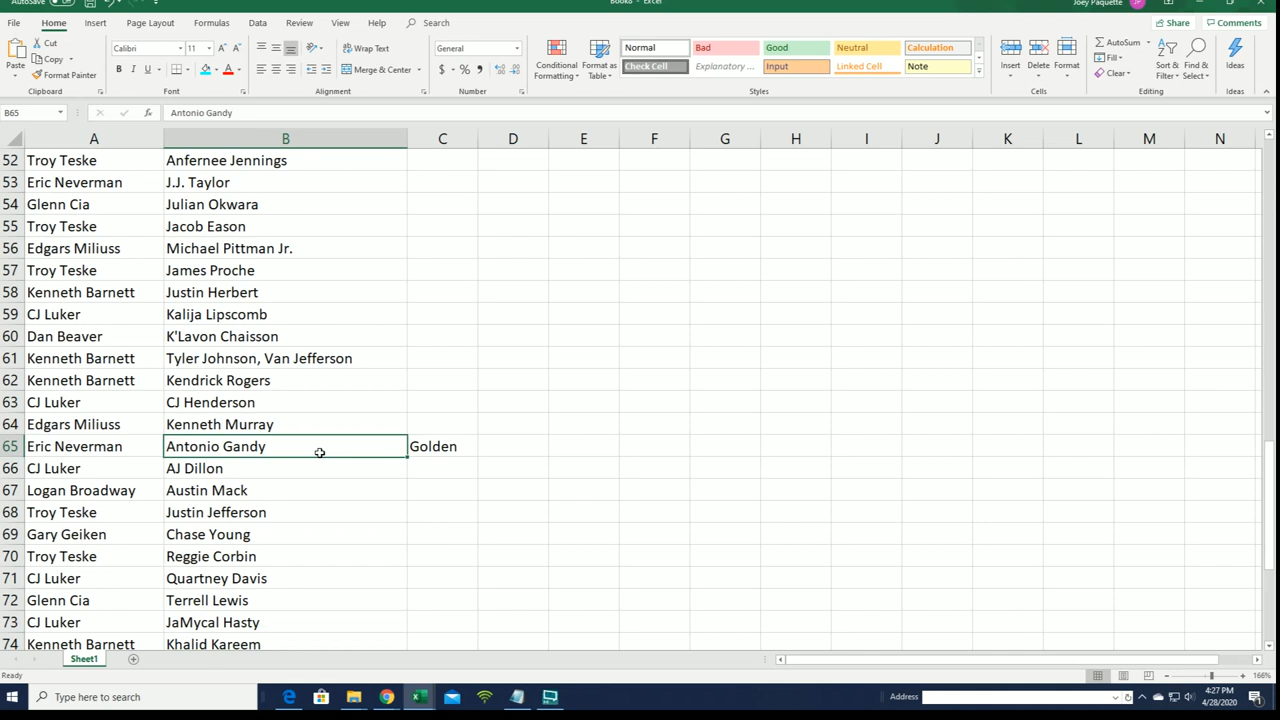 AutoSave Off Book8 - Excel Joey Paquette JP
File Home Insert Page Layout Formulas Data Review View Help Search Share Comments
Paste Cut Copy Format Painter Clipboard
Calibri 11 A A B I U A Font
Wrap Text Merge & Center Alignment
General $ % , Number
Conditional Formatting Format as Table
Normal Bad Good Neutral Calculation
Check Cell Explanatory ... Input Linked Cell Note
Styles
Insert Delete Format Cells
AutoSum Fill Clear Sort & Filter Find & Select Editing
Ideas Ideas
B65 fx Antonio Gandy
A B C D E F G H I J K L M N
52 Troy Teske Anfernee Jennings
53 Eric Neverman J.J. Taylor
54 Glenn Cia Julian Okwara
55 Troy Teske Jacob Eason
56 Edgars Miliuss Michael Pittman Jr.
57 Troy Teske James Proche
58 Kenneth Barnett Justin Herbert
59 CJ Luker Kalija Lipscomb
60 Dan Beaver K'Lavon Chaisson
61 Kenneth Barnett Tyler Johnson, Van Jefferson
62 Kenneth Barnett Kendrick Rogers
63 CJ Luker CJ Henderson
64 Edgars Miliuss Kenneth Murray
65 Eric Neverman Antonio Gandy Golden
66 CJ Luker AJ Dillon
67 Logan Broadway Austin Mack
68 Troy Teske Justin Jefferson
69 Gary Geiken Chase Young
70 Troy Teske Reggie Corbin
71 CJ Luker Quartney Davis
72 Glenn Cia Terrell Lewis
73 CJ Luker JaMycal Hasty
74 Kenneth Barnett Khalid Kareem
Sheet1
Ready 166%
Type here to search Address 4:27 PM
4/28/2020